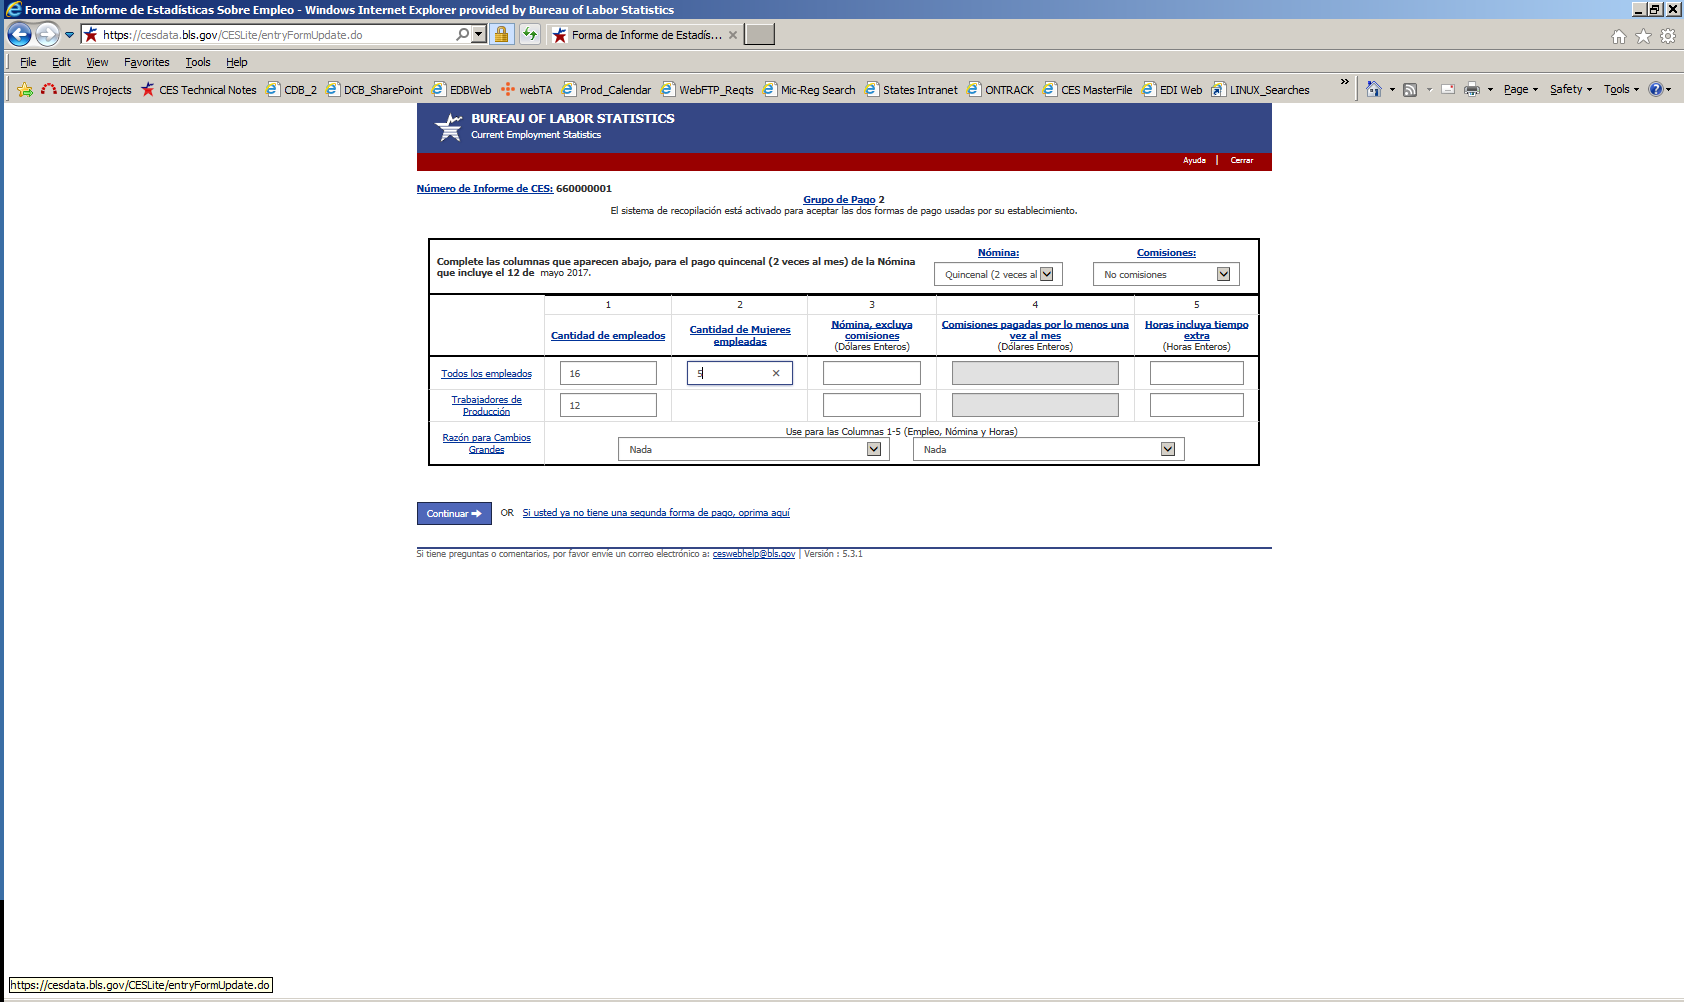 Forma de Informe de Estadísticas Sobre Empleo - Windows Internet Explorer provided by Bureau of Labor Statistics
https://cesdata.bls.gov/CESLite/entryFormUpdate.do
Forma de Informe de Estadís...
File Edit View Favorites Tools Help
DEWS Projects CES Technical Notes CDB_2 DCB_SharePoint EDBWeb webTA Prod_Calendar WebFTP_Reqts Mic-Reg Search States Intranet ONTRACK CES MasterFile EDI Web LINUX_Searches » Page Safety Tools
BUREAU OF LABOR STATISTICS
Current Employment Statistics
Ayuda | Cerrar
Número de Informe de CES: 660000001
Grupo de Pago 2
El sistema de recopilación está activado para aceptar las dos formas de pago usadas por su establecimiento.
Complete las columnas que aparecen abajo, para el pago quincenal (2 veces al mes) de la Nómina
que incluye el 12 de mayo 2017.
Nómina:
Quincenal (2 veces al
Comisiones:
No comisiones
1 2 3 4 5
Cantidad de empleados
Cantidad de Mujeres
empleadas
Nómina, excluya
comisiones
(Dólares Enteros)
Comisiones pagadas por lo menos una
vez al mes
(Dólares Enteros)
Horas incluya tiempo
extra
(Horas Enteros)
Todos los empleados 16 5
Trabajadores de
Producción
12
Razón para Cambios
Grandes
Use para las Columnas 1-5 (Empleo, Nómina y Horas)
Nada Nada
Continuar OR Si usted ya no tiene una segunda forma de pago, oprima aquí
Si tiene preguntas o comentarios, por favor envíe un correo electrónico a: ceswebhelp@bls.gov | Versión : 5.3.1
https://cesdata.bls.gov/CESLite/entryFormUpdate.do